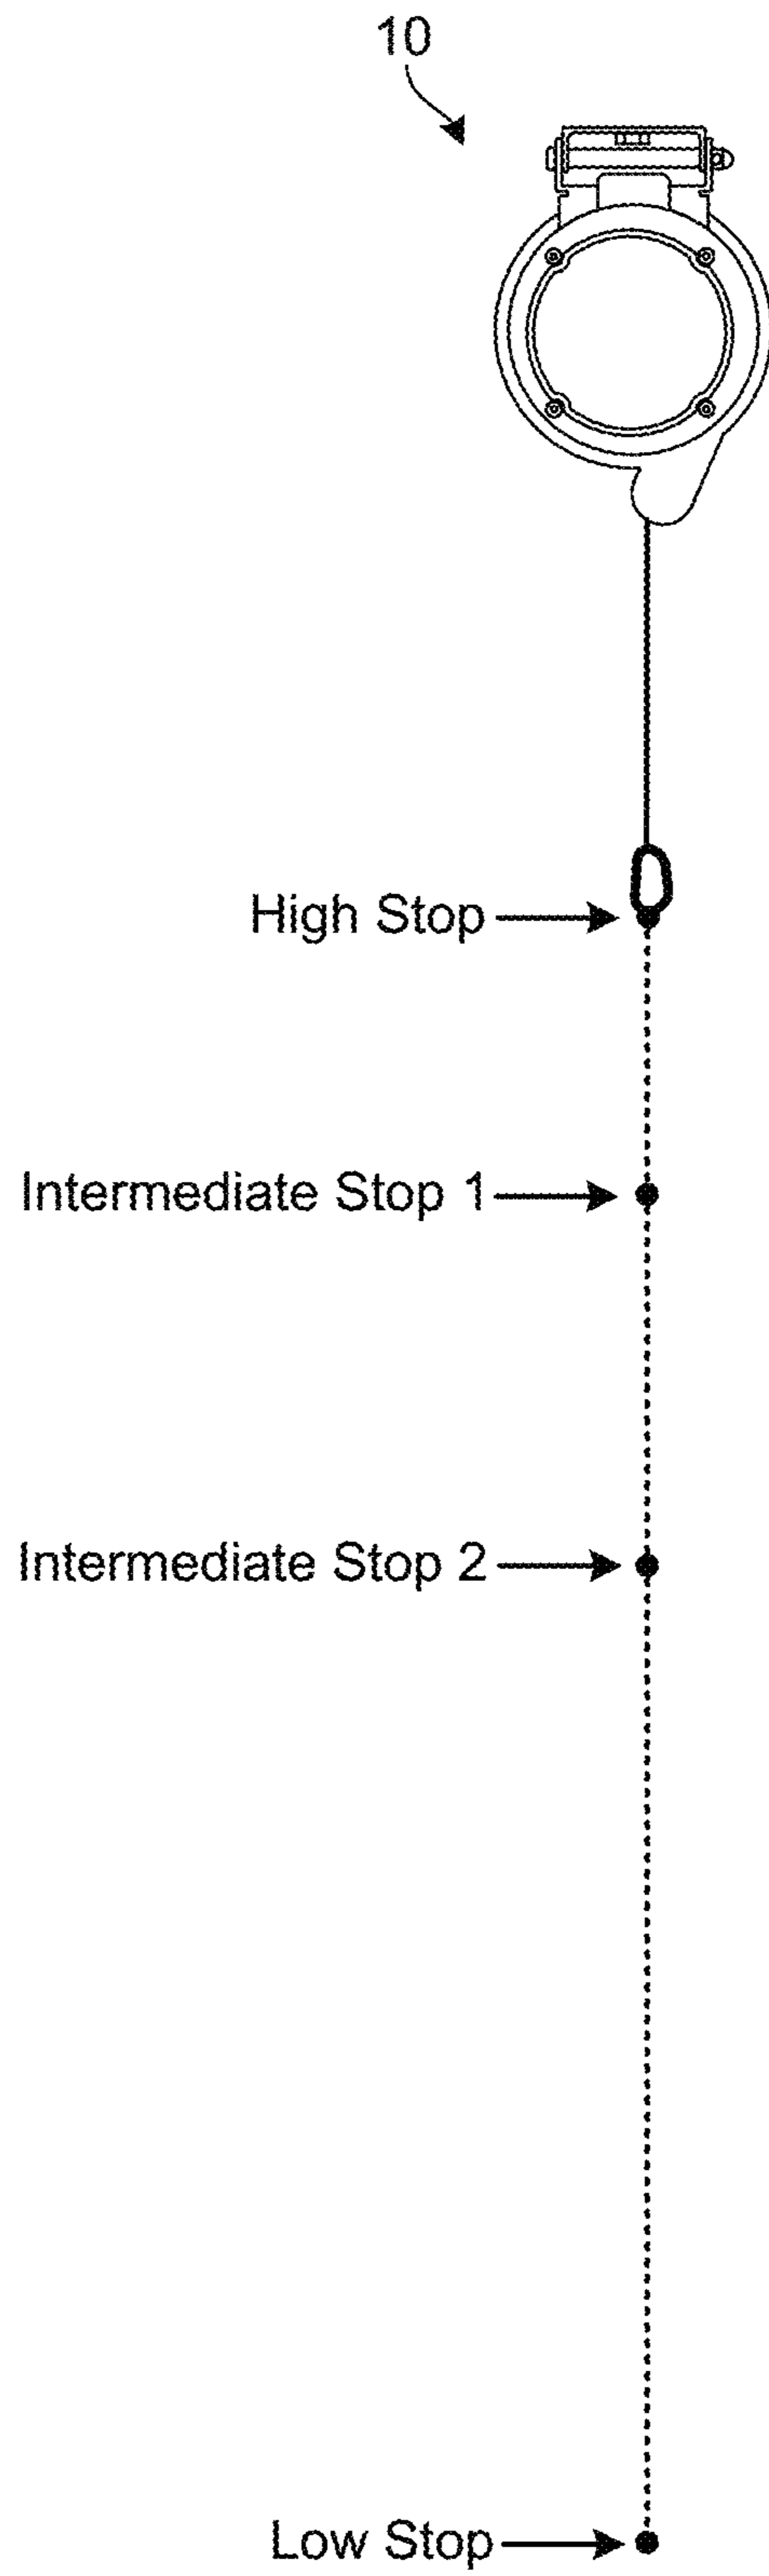 10
High Stop
Intermediate Stop 1
Intermediate Stop 2
Low Stop